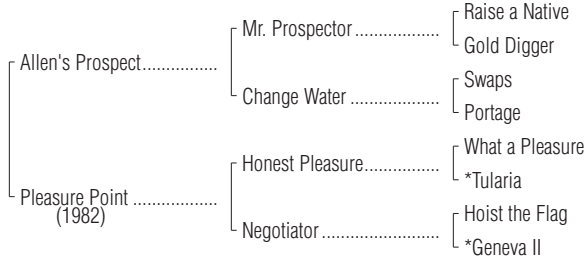 Raise a Native
Mr. Prospector ....................
Gold Digger
Allen's Prospect................
Swaps
Change Water ....................
Portage
What a Pleasure
Honest Pleasure.................
*Tularia
Pleasure Point ..................
(1982)
Hoist the Flag
Negotiator ..........................
*Geneva II